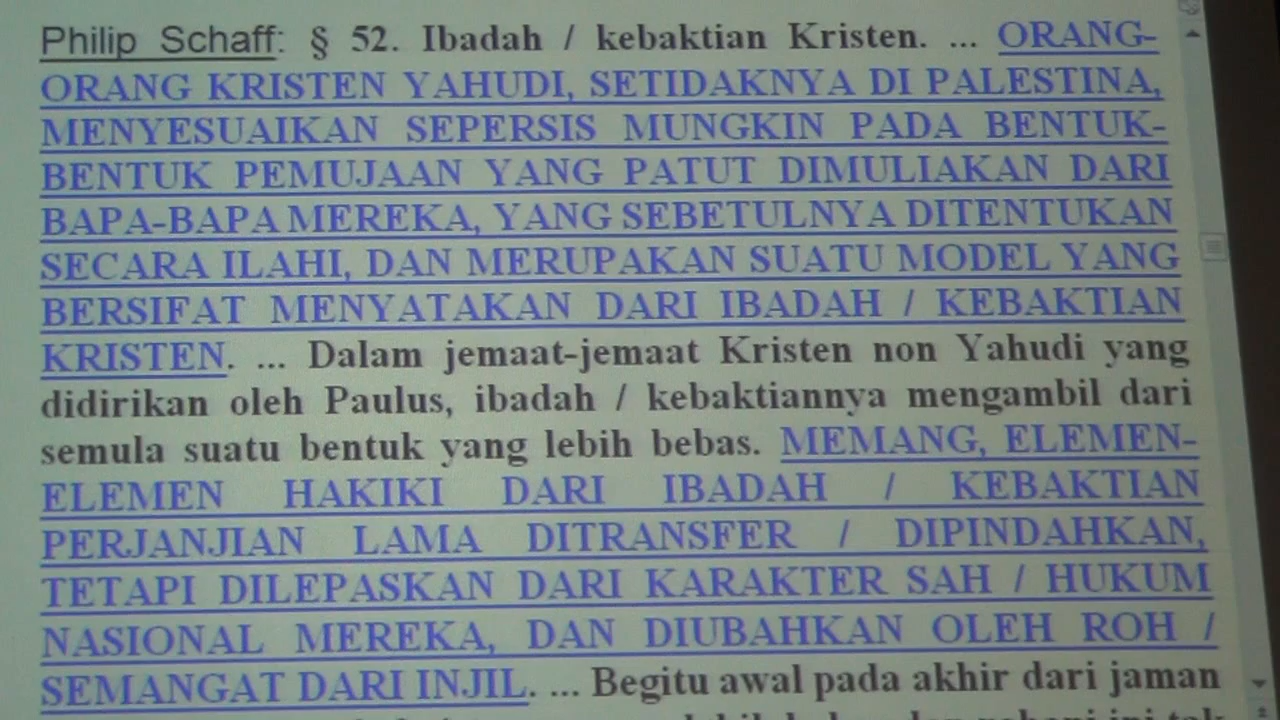 Philip Schaff: § 52. Ibadah / kebaktian Kristen. ... ORANG-
ORANG KRISTEN YAHUDI, SETIDAKNYA DI PALESTINA,
MENYESUAIKAN SEPERSIS MUNGKIN PADA BENTUK-
BENTUK PEMUJAAN YANG PATUT DIMULIAKAN DARI
BAPA-BAPA MEREKA, YANG SEBETULNYA DITENTUKAN
SECARA ILAHI, DAN MERUPAKAN SUATU MODEL YANG
BERSIFAT MENYATAKAN DARI IBADAH / KEBAKTIAN
KRISTEN. ... Dalam jemaat-jemaat Kristen non Yahudi yang
didirikan oleh Paulus, ibadah / kebaktiannya mengambil dari
semula suatu bentuk yang lebih bebas. MEMANG, ELEMEN-
ELEMEN HAKIKI DARI IBADAH / KEBAKTIAN
PERJANJIAN LAMA DITRANSFER / DIPINDAHKAN,
TETAPI DILEPASKAN DARI KARAKTER SAH / HUKUM
NASIONAL MEREKA, DAN DIUBAHKAN OLEH ROH /
SEMANGAT DARI INJIL. ... Begitu awal pada akhir dari jaman